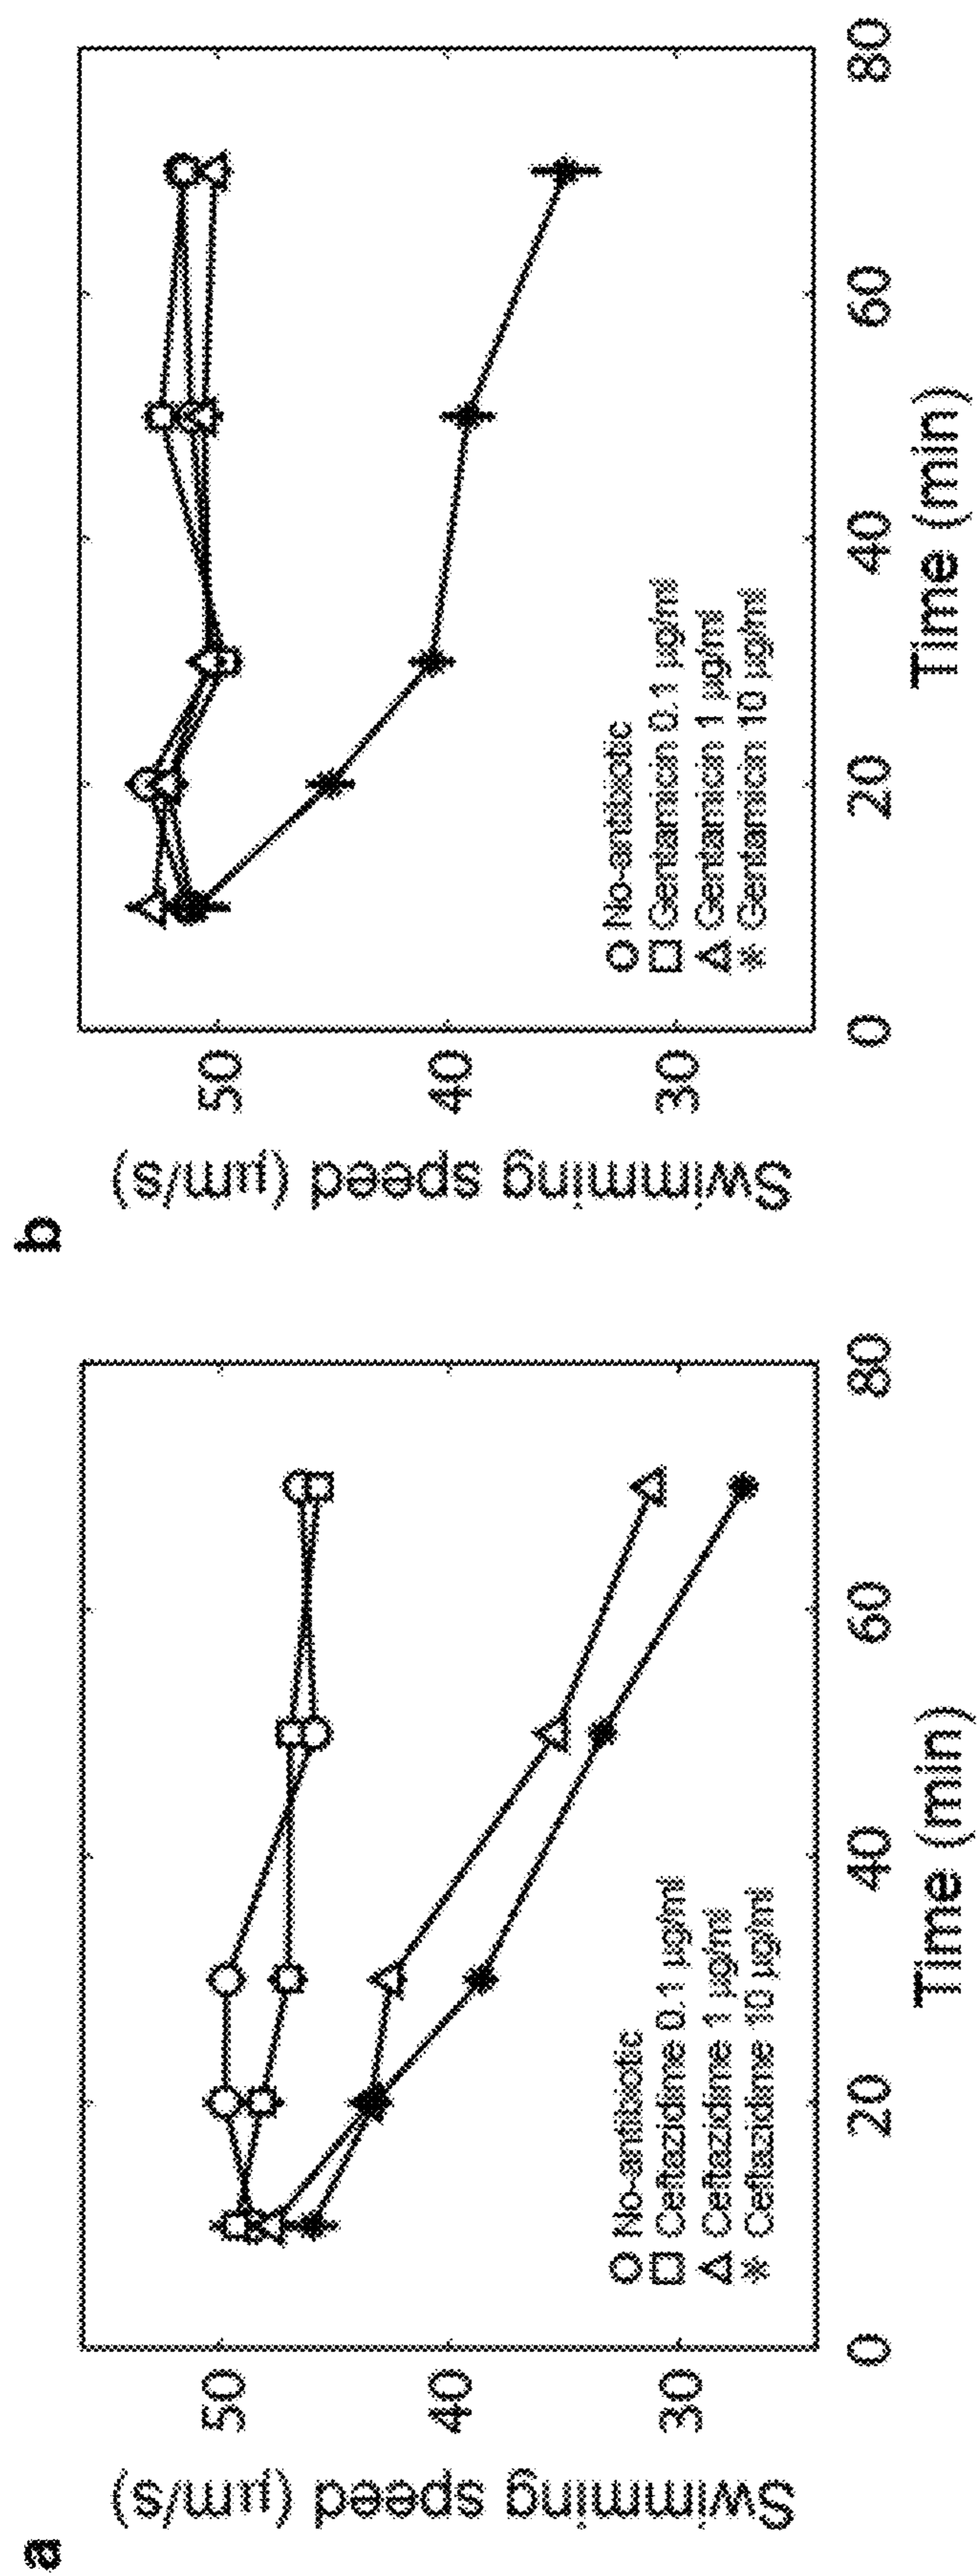 a
Swimming speed (μm/s)
50
40
30
No-antibiotic
Ceftazidime 0.1 μg/ml
Ceftazidime 1 μg/ml
Ceftazidime 10 μg/ml
0
20
40
60
80
Time (min)
b
Swimming speed (μm/s)
50
40
30
No-antibiotic
Gentamicin 0.1 μg/ml
Gentamicin 1 μg/ml
Gentamicin 10 μg/ml
0
20
40
60
80
Time (min)